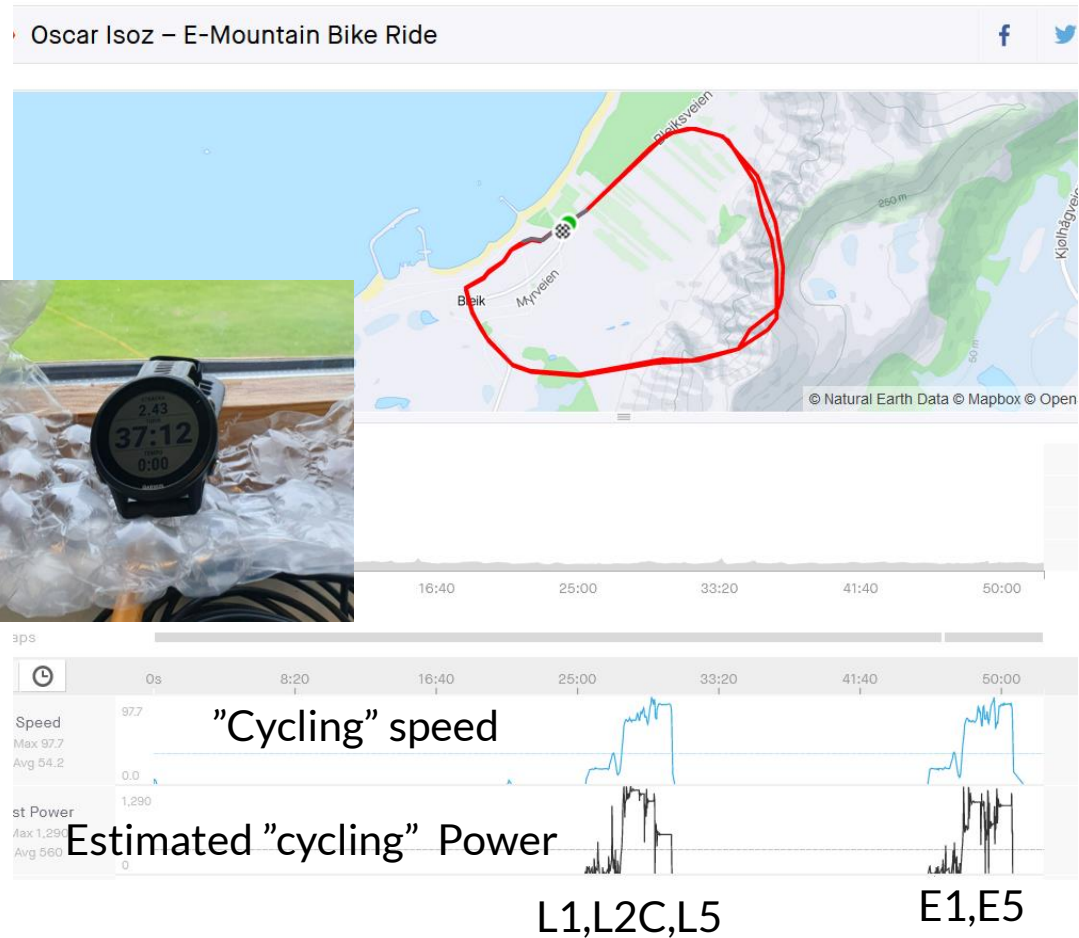 Oscar Isoz – E-Mountain Bike Ride
Bleiksveien
250 m
Kjølhågveien
Myrveien
Bleik
50 m
© Natural Earth Data © Mapbox © Open
2.43
37:12
0:00
GARMIN
16:40 25:00 33:20 41:40 50:00
aps
0s 8:20 16:40 25:00 33:20 41:40 50:00
Speed
Max 97.7
Avg 54.2
97.7
0.0
”Cycling” speed
st Power
Max 1,290
Avg 560
1,290
0
Estimated ”cycling” Power
L1,L2C,L5
E1,E5